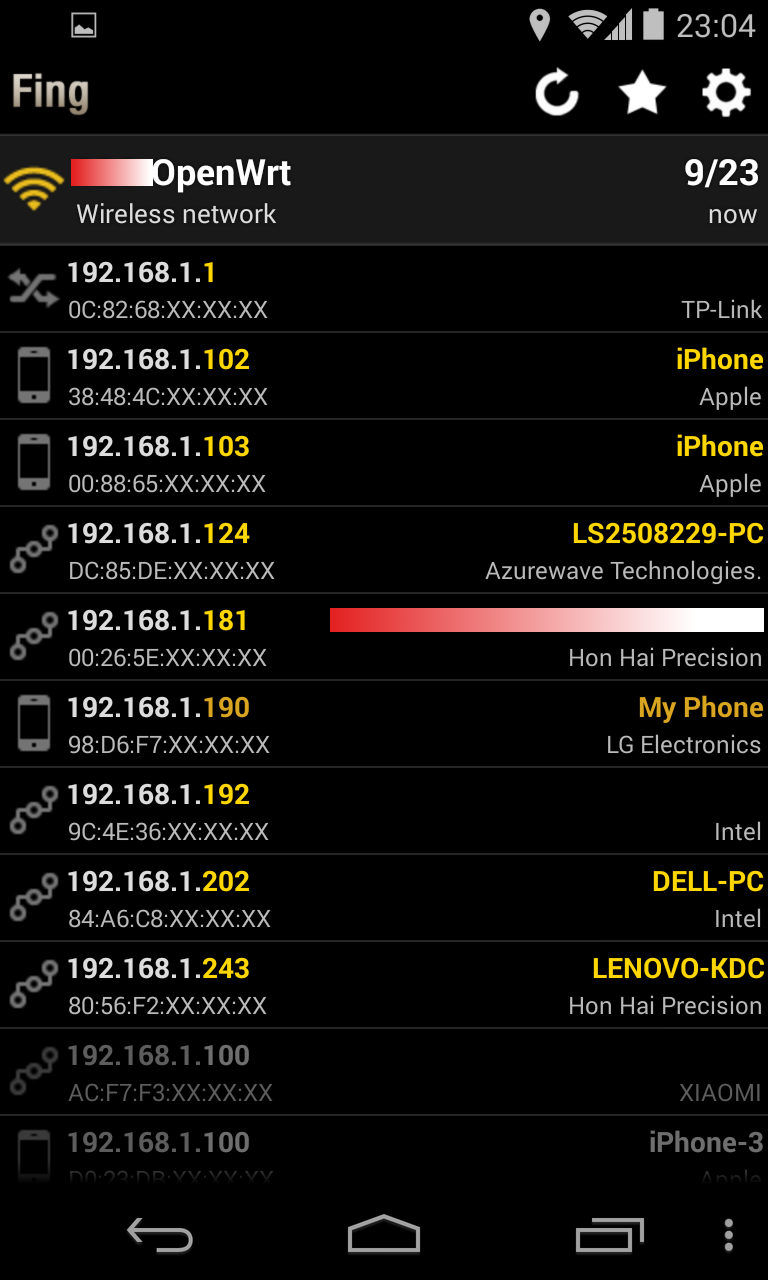 23:04
Fing
OpenWrt 9/23
Wireless network now
192.168.1.1
0C:82:68:XX:XX:XX TP-Link
192.168.1.102 iPhone
38:48:4C:XX:XX:XX Apple
192.168.1.103 iPhone
00:88:65:XX:XX:XX Apple
192.168.1.124 LS2508229-PC
DC:85:DE:XX:XX:XX Azurewave Technologies.
192.168.1.181
00:26:5E:XX:XX:XX Hon Hai Precision
192.168.1.190 My Phone
98:D6:F7:XX:XX:XX LG Electronics
192.168.1.192
9C:4E:36:XX:XX:XX Intel
192.168.1.202 DELL-PC
84:A6:C8:XX:XX:XX Intel
192.168.1.243 LENOVO-KDC
80:56:F2:XX:XX:XX Hon Hai Precision
192.168.1.100
AC:F7:F3:XX:XX:XX XIAOMI
192.168.1.100 iPhone-3
D0:23:DB:XX:XX:XX Apple